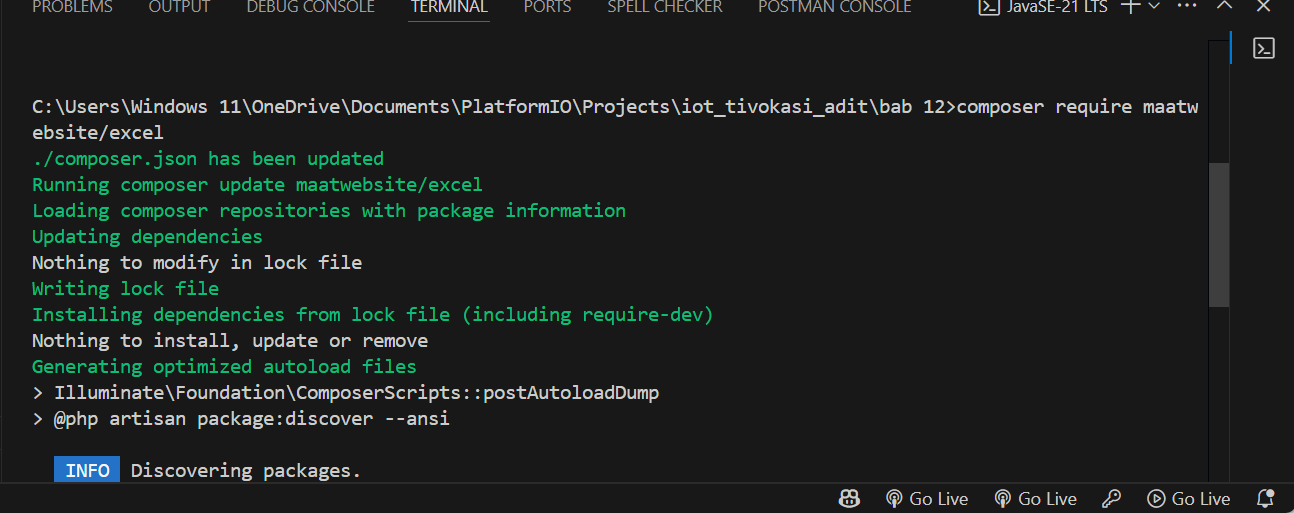 PROBLEMS OUTPUT DEBUG CONSOLE TERMINAL PORTS SPELL CHECKER POSTMAN CONSOLE JavaSE-21 LTS
C:\Users\Windows 11\OneDrive\Documents\PlatformIO\Projects\iot_tivokasi_adit\bab 12>composer require maatw
ebsite/excel
./composer.json has been updated
Running composer update maatwebsite/excel
Loading composer repositories with package information
Updating dependencies
Nothing to modify in lock file
Writing lock file
Installing dependencies from lock file (including require-dev)
Nothing to install, update or remove
Generating optimized autoload files
> Illuminate\Foundation\ComposerScripts::postAutoloadDump
> @php artisan package:discover --ansi
INFO Discovering packages.
Go Live Go Live Go Live